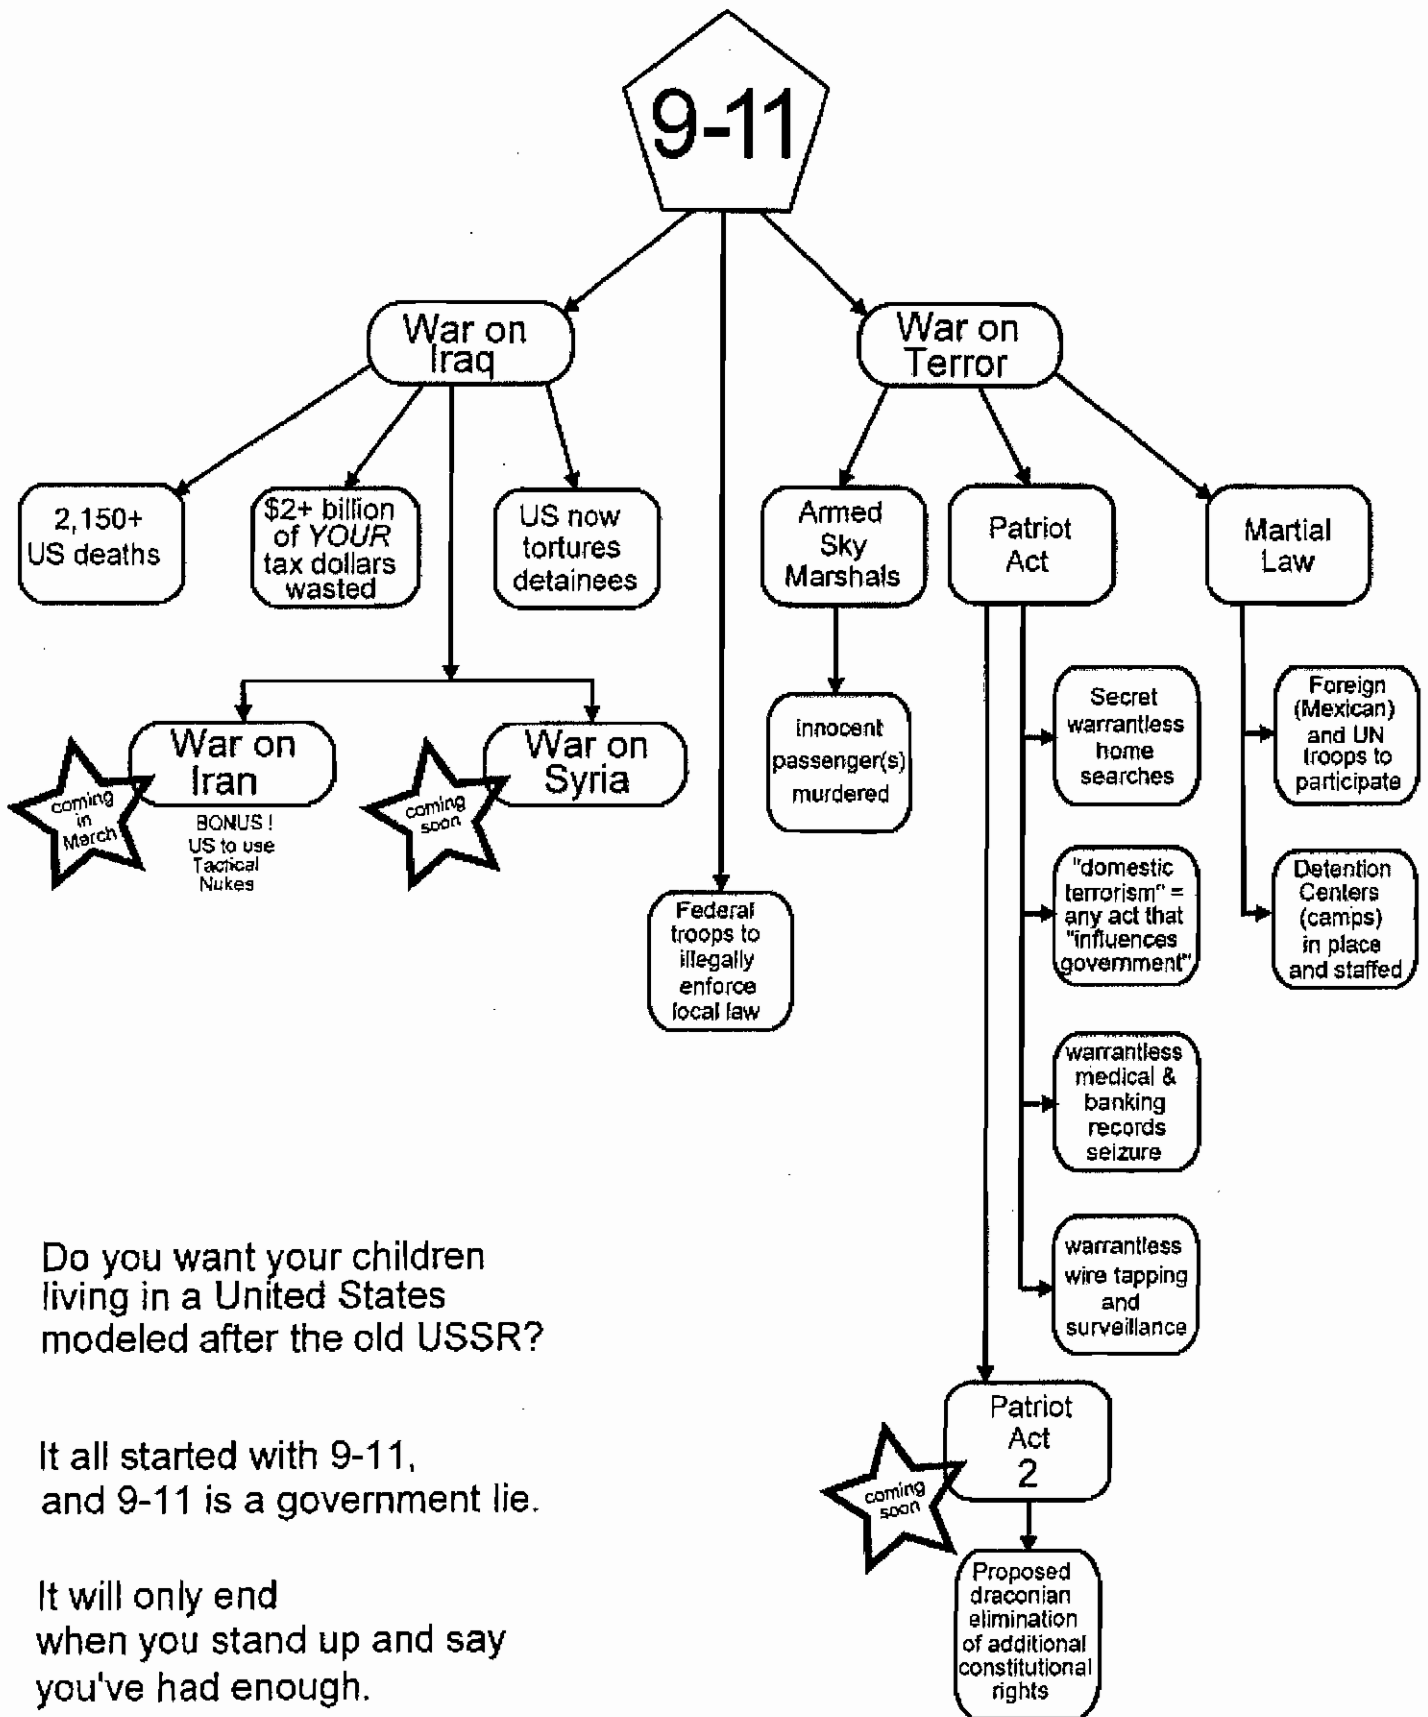 9-11
War on
Iraq
War on
Terror
2,150+
US deaths
$2+ billion
of YOUR
tax dollars
wasted
US now
tortures
detainees
Armed
Sky
Marshals
Patriot
Act
Martial
Law
War on
Iran
coming
in
March
BONUS !
US to use
Tactical
Nukes
War on
Syria
coming
soon
Federal
troops to
illegally
enforce
local law
innocent
passenger(s)
murdered
Secret
warrantless
home
searches
"domestic
terrorism" =
any act that
"influences
government"
warrantless
medical &
banking
records
seizure
warrantless
wire tapping
and
surveillance
Foreign
(Mexican)
and UN
troops to
participate
Detention
Centers
(camps)
in place
and staffed
Patriot
Act
2
coming
soon
Proposed
draconian
elimination
of additional
constitutional
rights
Do you want your children
living in a United States
modeled after the old USSR?
It all started with 9-11,
and 9-11 is a government lie.
It will only end
when you stand up and say
you've had enough.